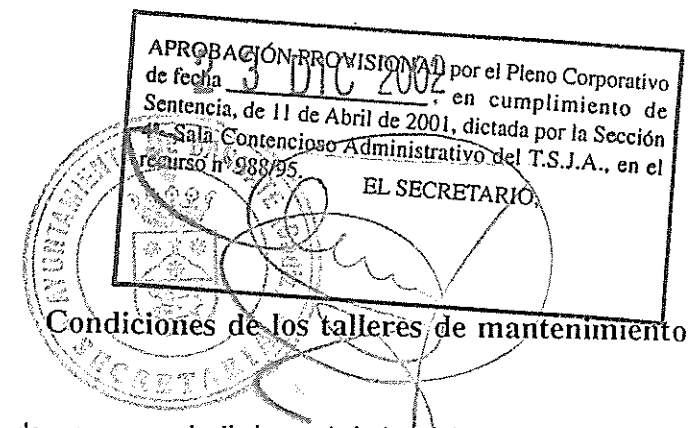 APROBACIÓN PROVISIONAL por el Pleno Corporativo
de fecha 3 DIC 2002, en cumplimiento de
Sentencia, de 11 de Abril de 2001, dictada por la Sección
4ª, Sala Contencioso Administrativo del T.S.J.A., en el
recurso nº 988/95.
EL SECRETARIO,
AYUNTAMIENTO
SECRETARIA
Condiciones de los talleres de mantenimiento